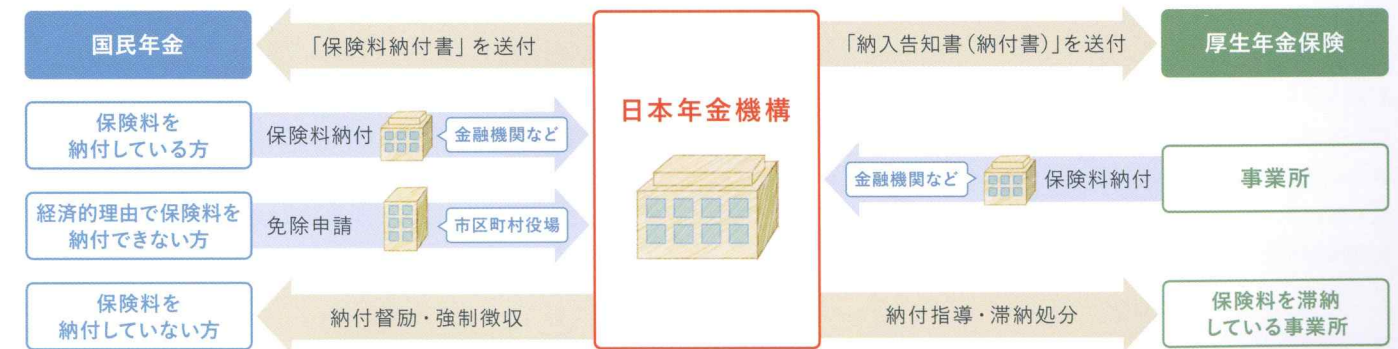 国民年金
「保険料納付書」を送付
「納入告知書(納付書)」を送付
厚生年金保険
日本年金機構
保険料を
納付している方
保険料納付
金融機関など
金融機関など
保険料納付
事業所
経済的理由で保険料を
納付できない方
免除申請
市区町村役場
保険料を
納付していない方
納付督励・強制徴収
納付指導・滞納処分
保険料を滞納
している事業所